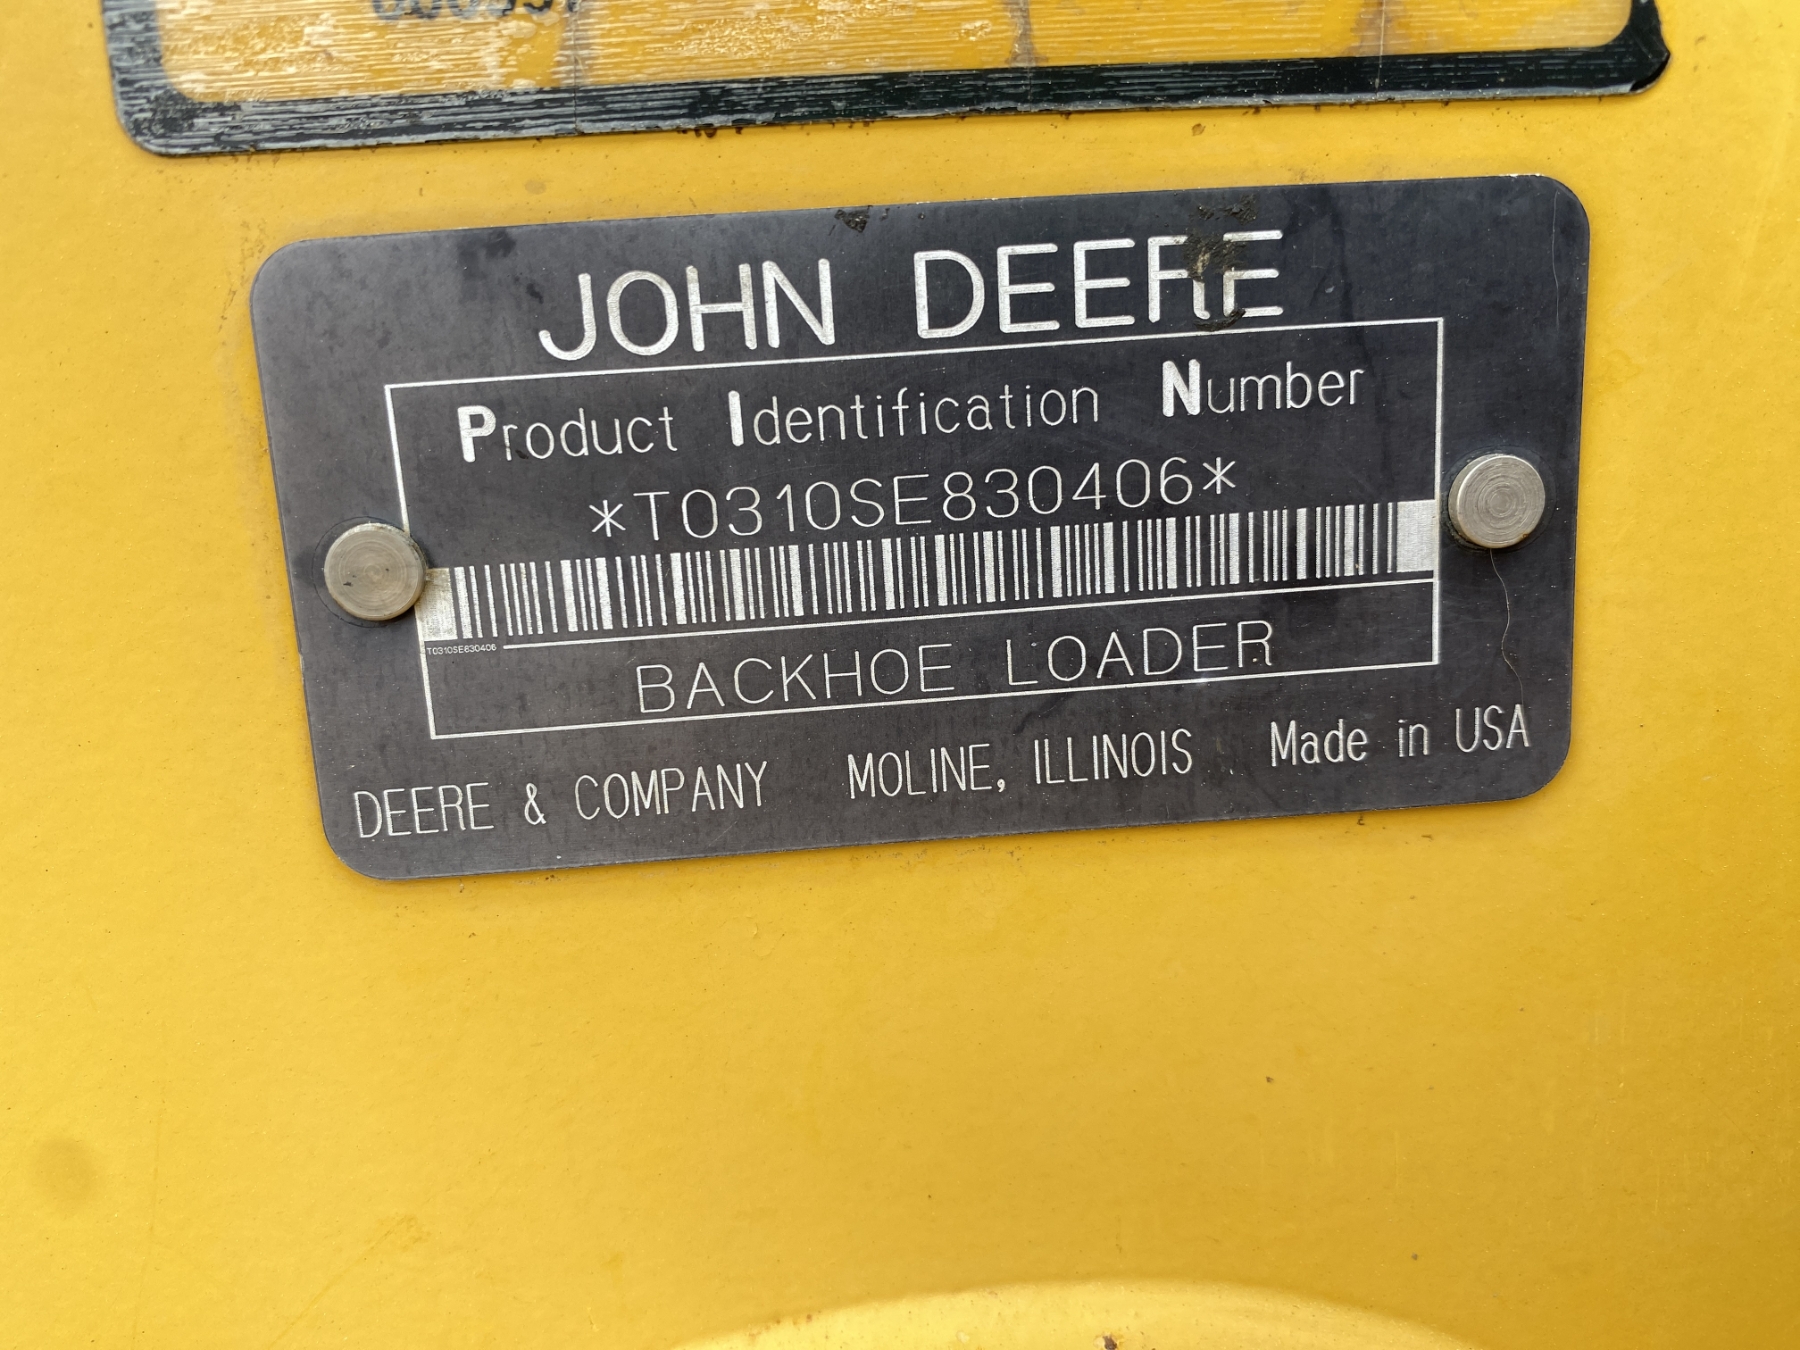 JOHN DEERE
Product Identification Number
*T0310SE830406*
T0310SE830406
BACKHOE LOADER
DEERE & COMPANY MOLINE, ILLINOIS Made in USA